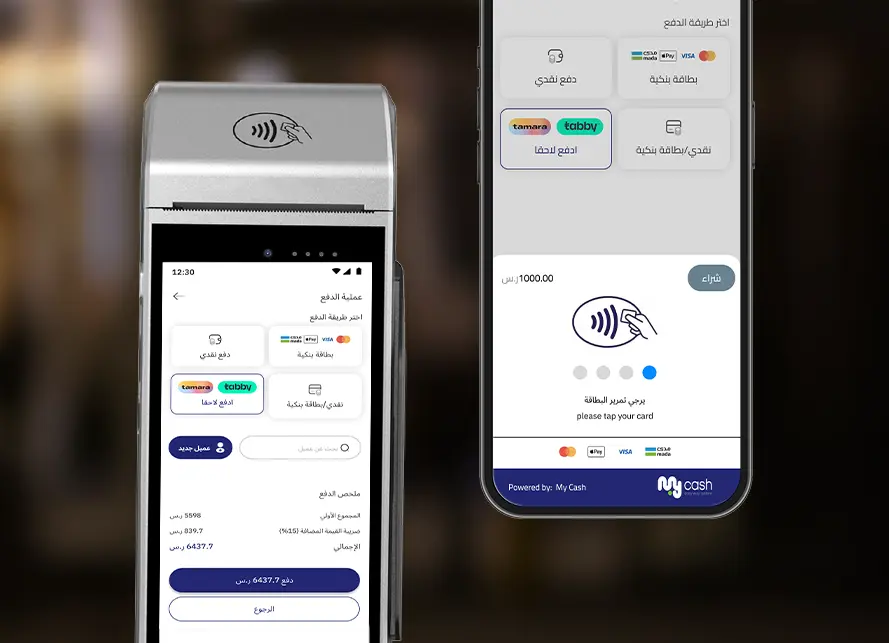 12:30
عملية الدفع
اختر طريقة الدفع
مدى mada Pay VISA
بطاقة بنكية
دفع نقدي
tamara tabby
ادفع لاحقا
نقدي/بطاقة بنكية
عميل جديد
بحث عن عميل
ملخص الدفع
المجموع الأولي 5598 ر.س
ضريبة القيمة المضافة (15%) 839.7 ر.س
الإجمالي 6437.7 ر.س
دفع 6437.7 ر.س
الرجوع
اختر طريقة الدفع
مدى mada Pay VISA
بطاقة بنكية
دفع نقدي
tamara tabby
ادفع لاحقا
نقدي/بطاقة بنكية
شراء
1000.00 ر.س
يرجي تمرير البطاقة
please tap your card
Pay VISA مدى mada
Powered by: My Cash
My cash